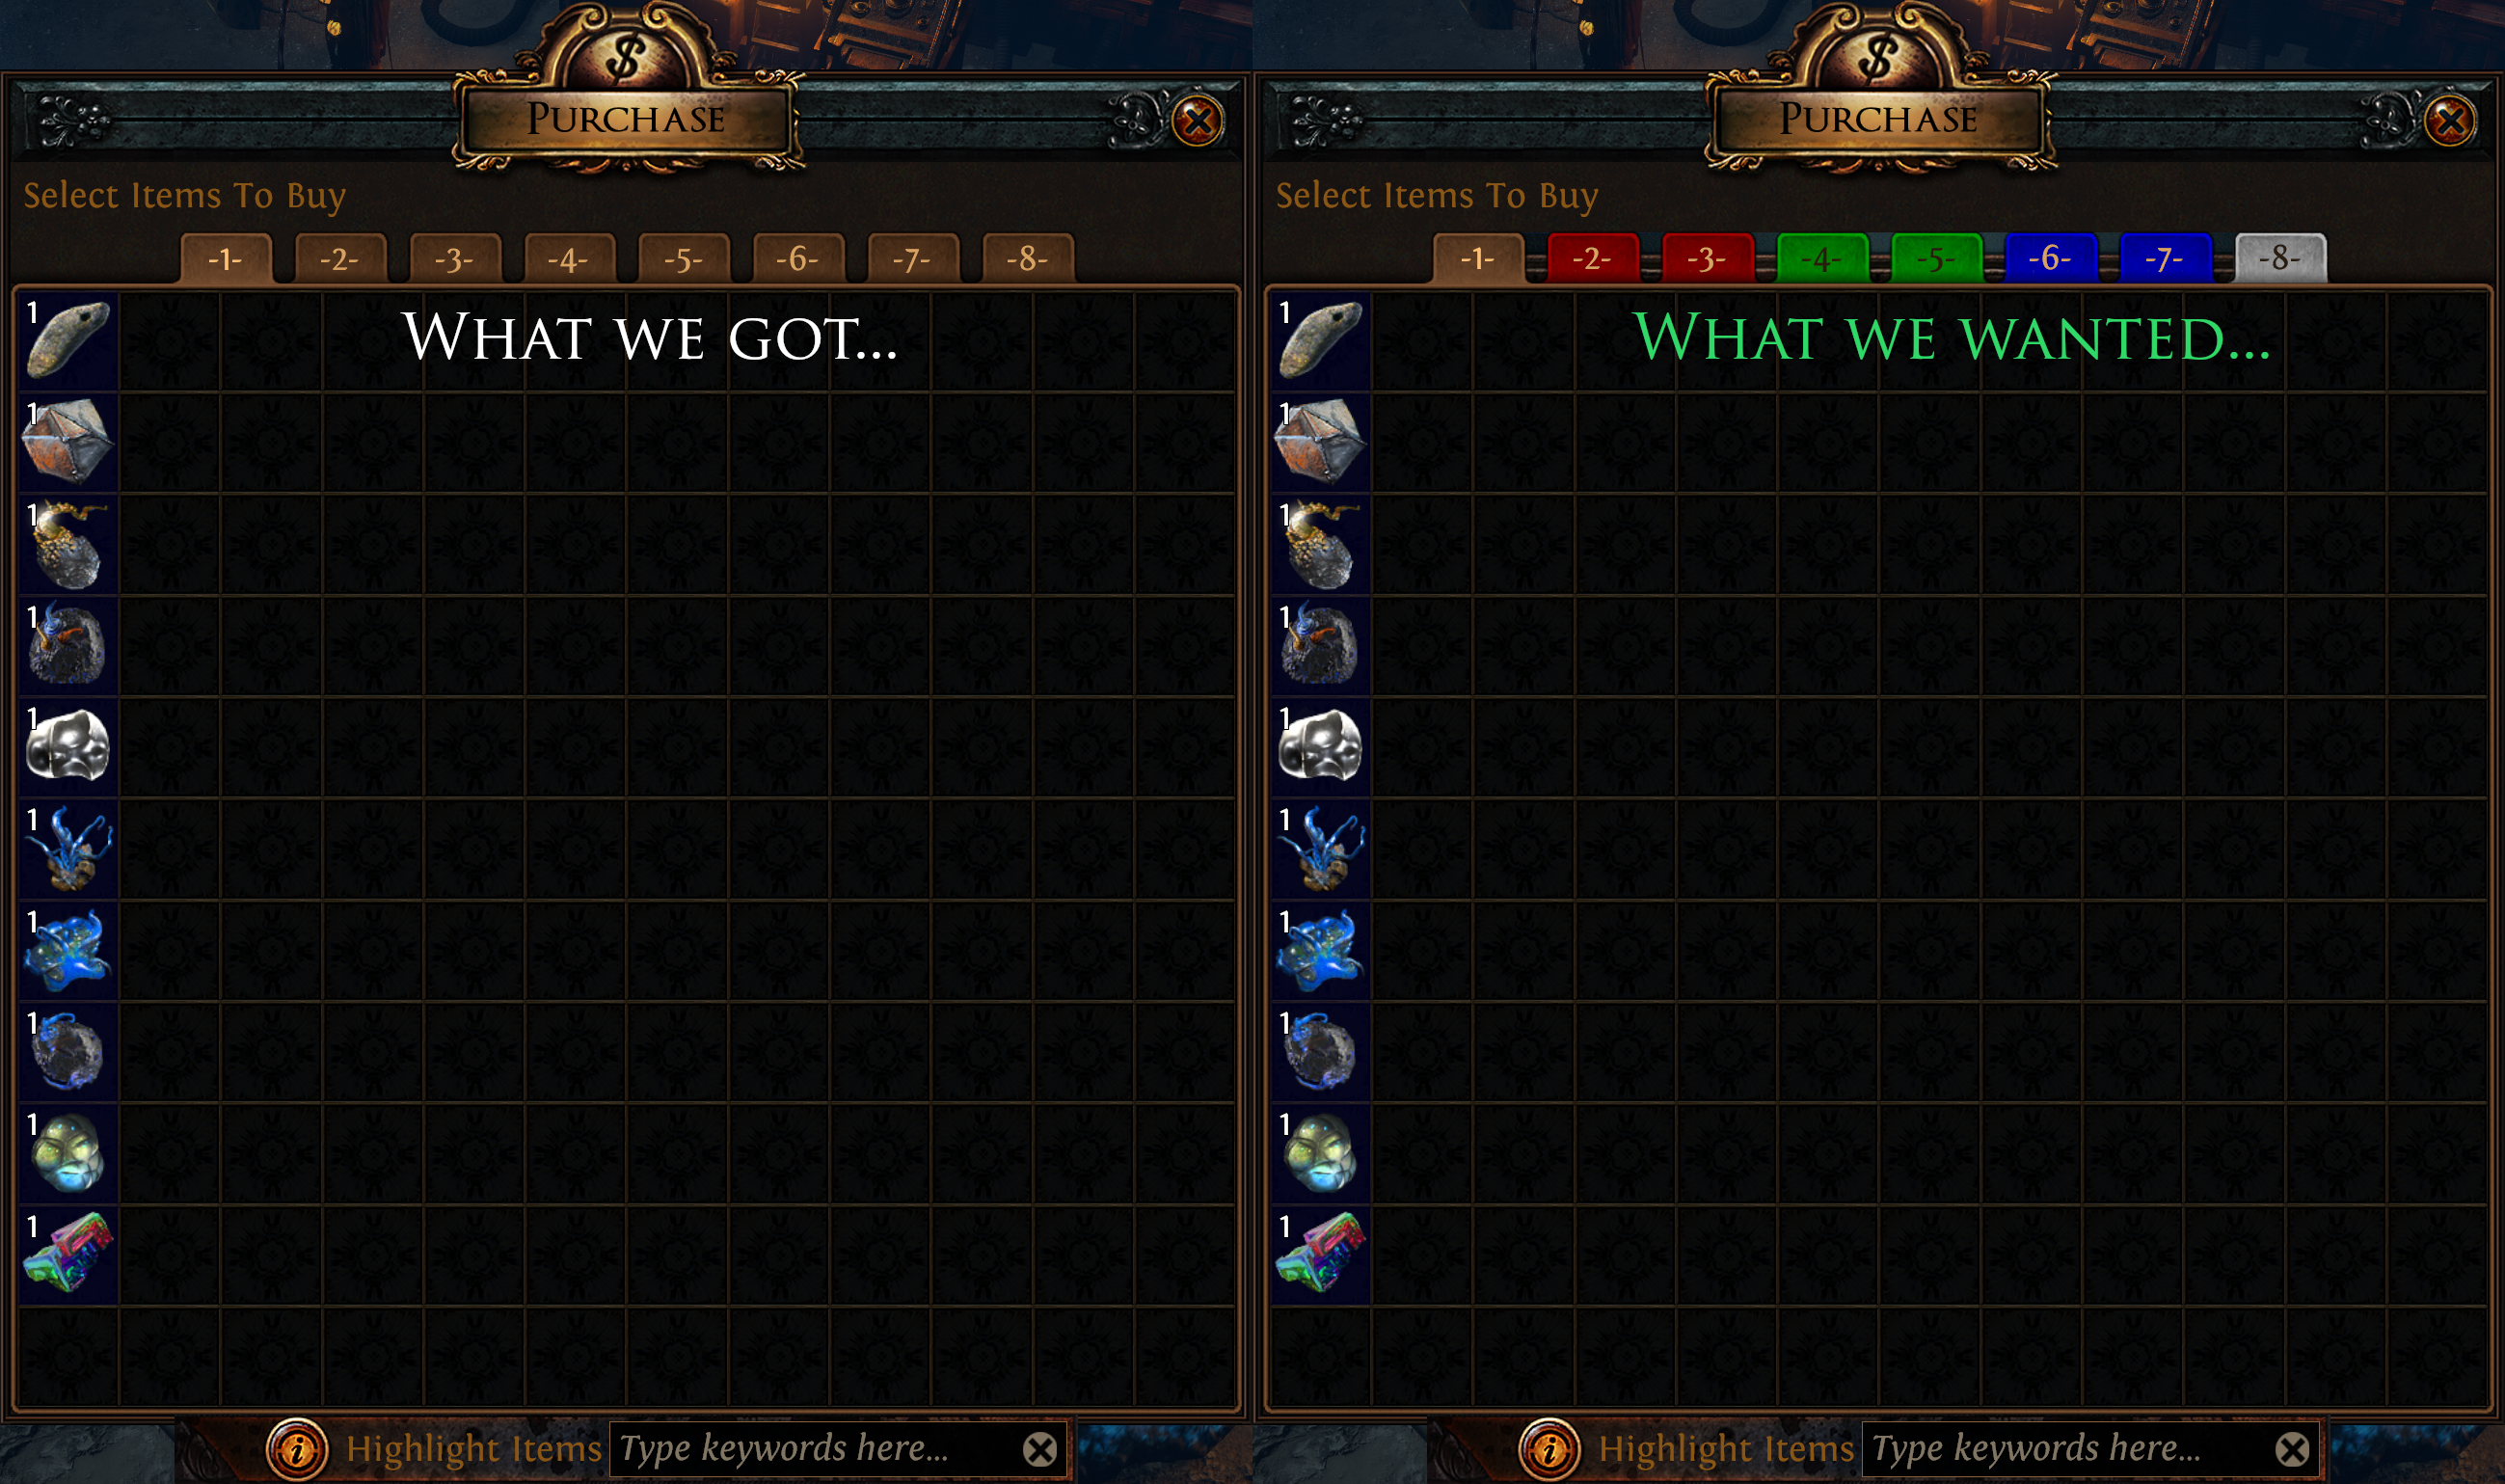 Purchase
Select Items To Buy
-1- -2- -3- -4- -5- -6- -7- -8-
What we got...
1
1
1
1
1
1
1
1
1
1
Highlight Items Type keywords here...
Purchase
Select Items To Buy
-1- -2- -3- -4- -5- -6- -7- -8-
What we wanted...
1
1
1
1
1
1
1
1
1
1
Highlight Items Type keywords here...